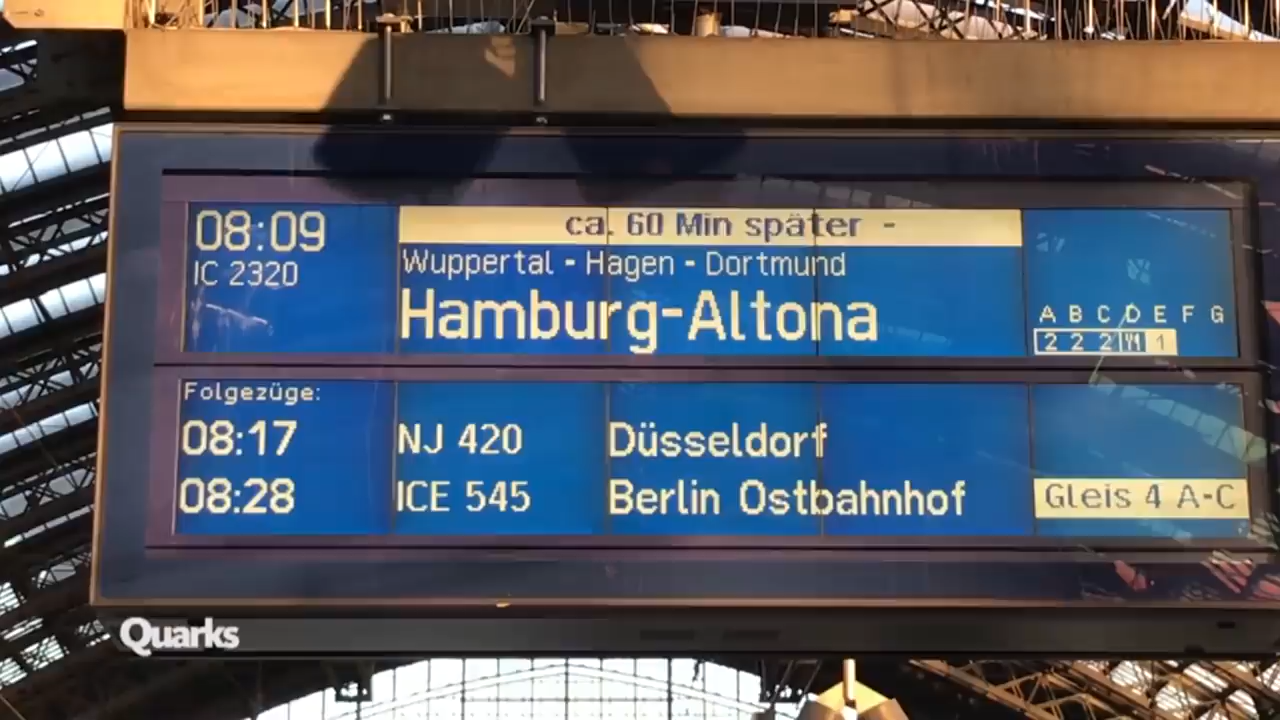 08:09
ca. 60 Min später -
IC 2320
Wuppertal - Hagen - Dortmund
Hamburg-Altona
A B C D E F G
2 2 2 1
Folgezüge:
08:17 NJ 420 Düsseldorf
08:28 ICE 545 Berlin Ostbahnhof Gleis 4 A-C
Quarks